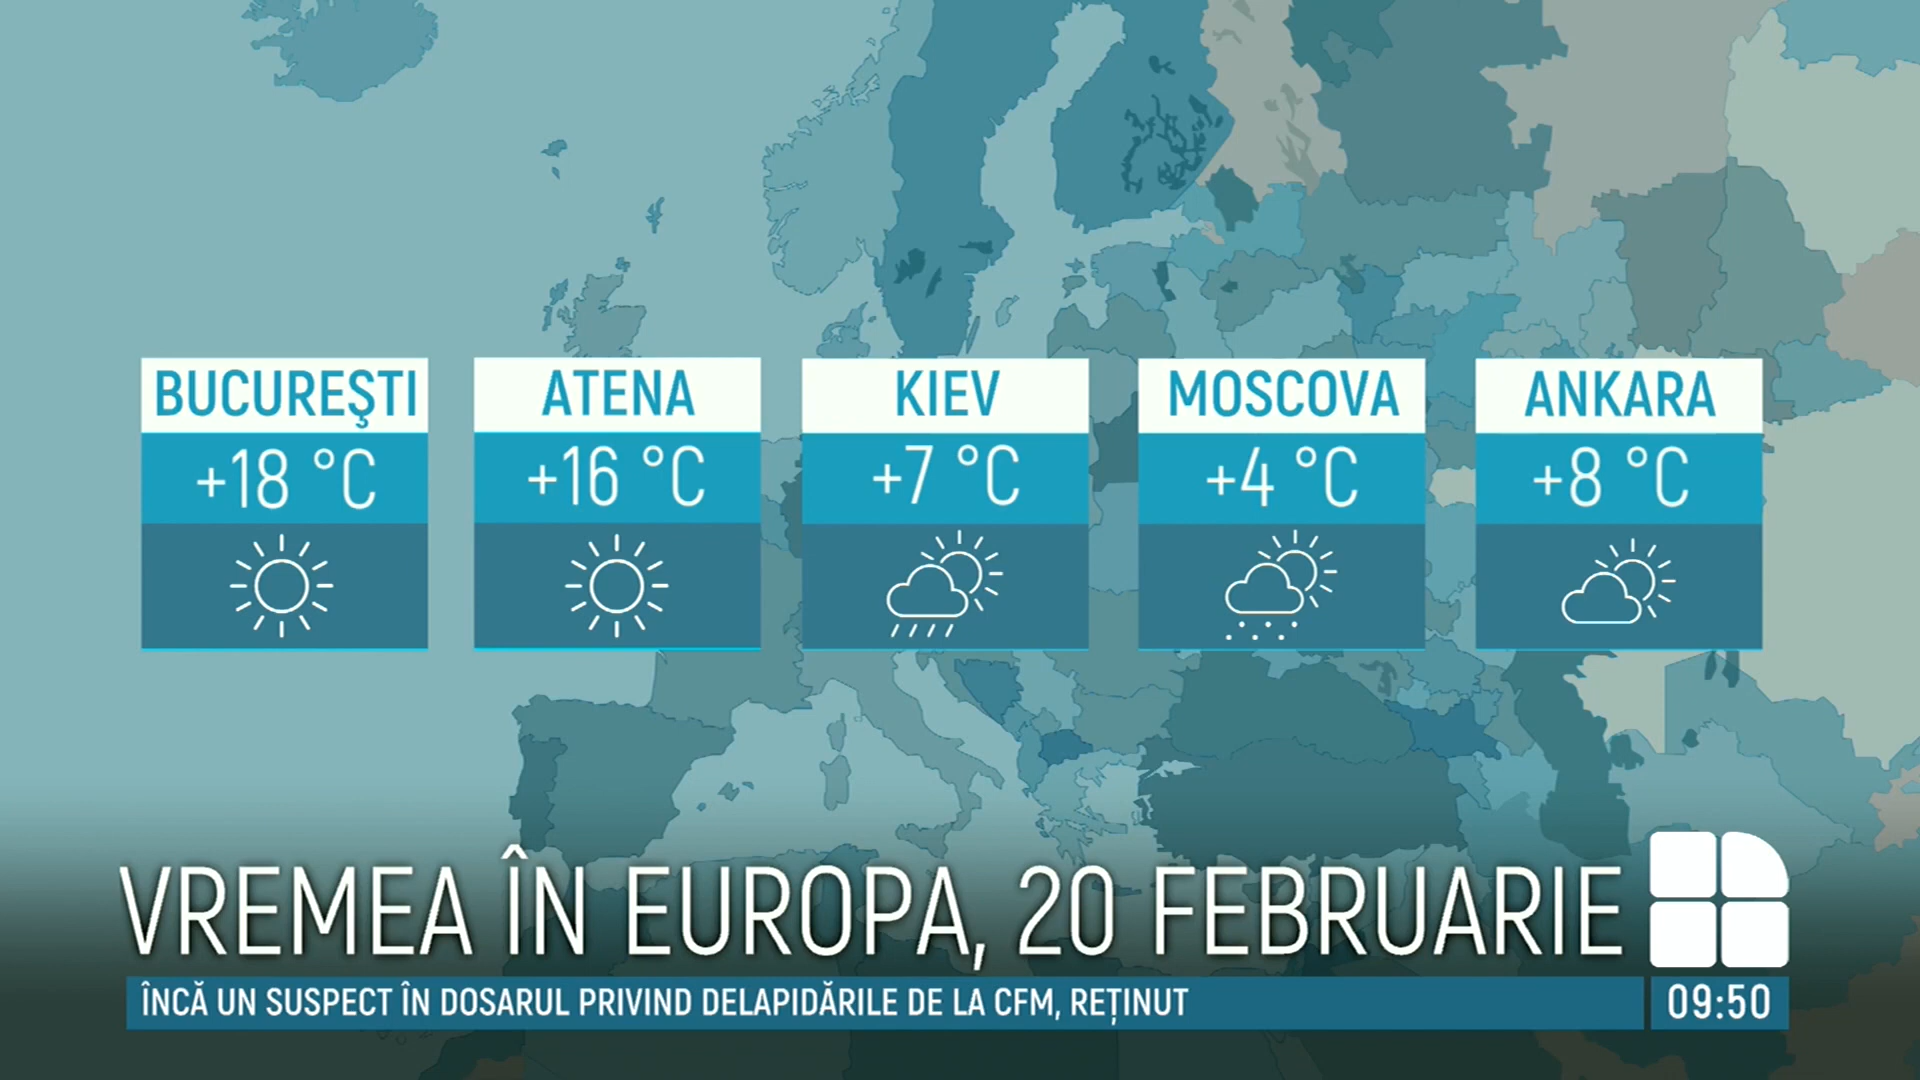 BUCUREŞTI
+18 °C
ATENA
+16 °C
KIEV
+7 °C
MOSCOVA
+4 °C
ANKARA
+8 °C
VREMEA ÎN EUROPA, 20 FEBRUARIE
ÎNCĂ UN SUSPECT ÎN DOSARUL PRIVIND DELAPIDĂRILE DE LA CFM, REȚINUT
09:50